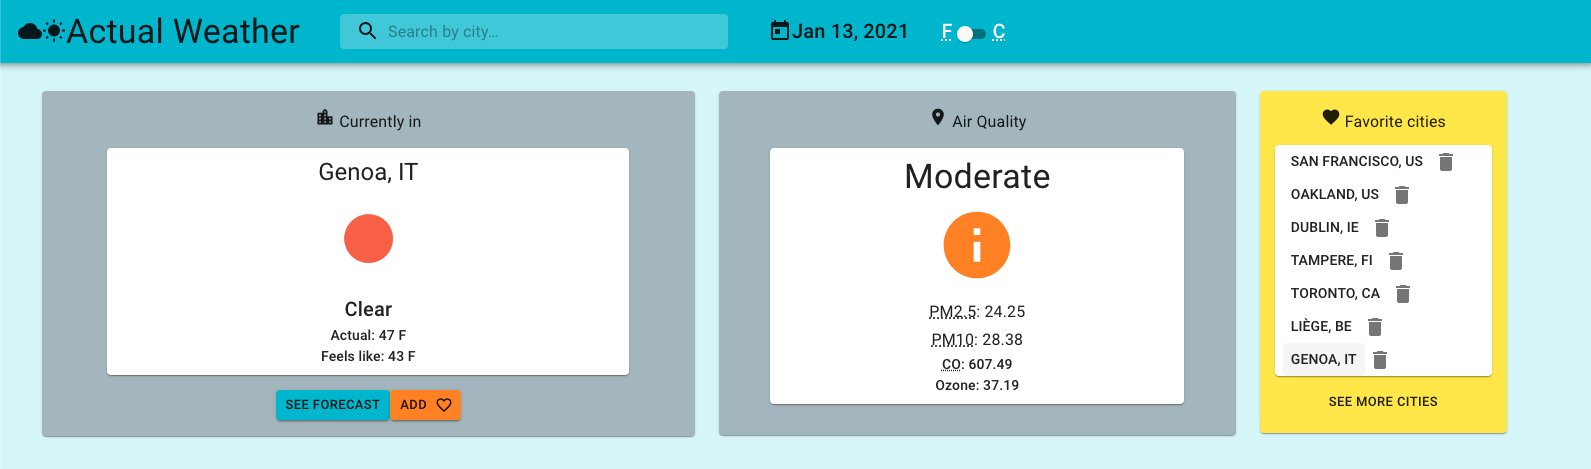 Actual Weather
Search by city...
Jan 13, 2021
F C
Currently in
Genoa, IT
Clear
Actual: 47 F
Feels like: 43 F
SEE FORECAST
ADD
Air Quality
Moderate
i
PM2.5: 24.25
PM10: 28.38
CO: 607.49
Ozone: 37.19
Favorite cities
SAN FRANCISCO, US
OAKLAND, US
DUBLIN, IE
TAMPERE, FI
TORONTO, CA
LIÈGE, BE
GENOA, IT
SEE MORE CITIES